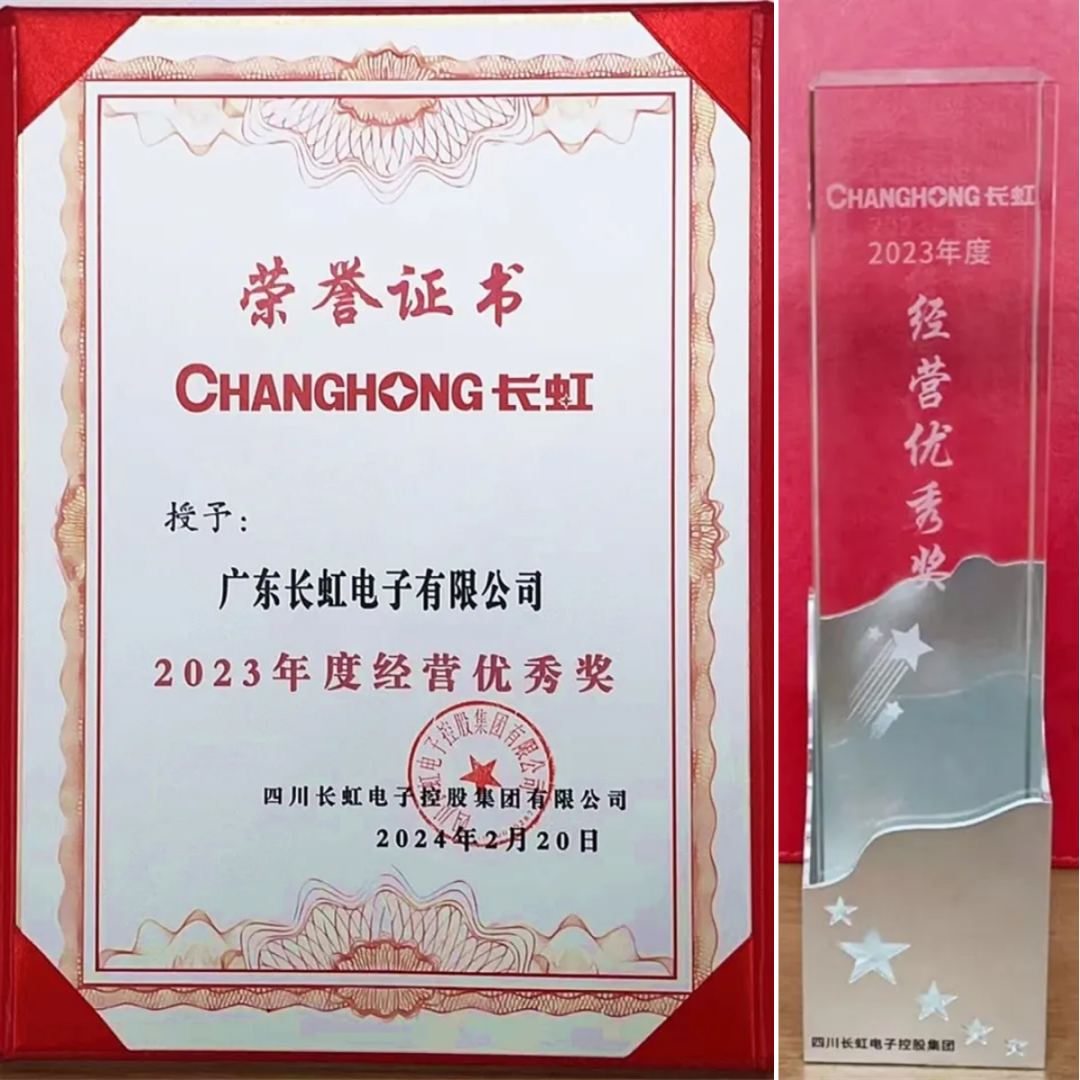 荣誉证书
CHANGHONG 长虹
授予：
广东长虹电子有限公司
2023年度经营优秀奖
四川长虹电子控股集团有限公司
2024年2月20日
CHANGHONG 长虹
2023年度
经营优秀奖
四川长虹电子控股集团